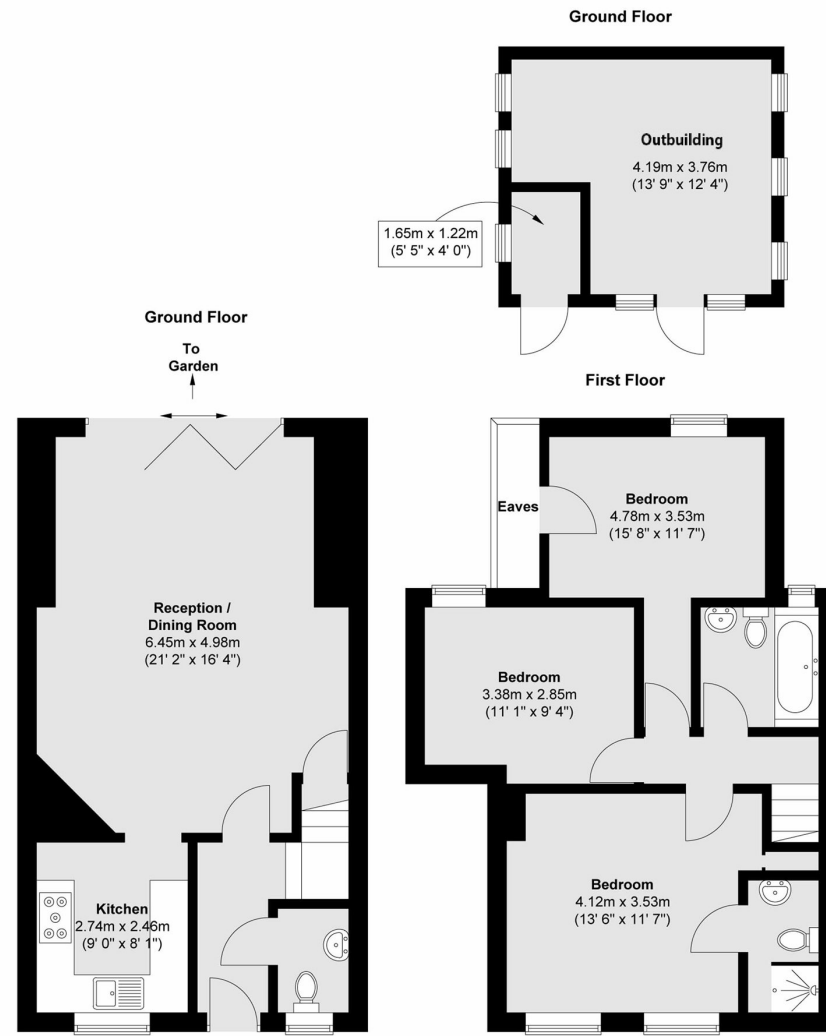 Ground Floor
Outbuilding
4.19m x 3.76m
(13' 9" x 12' 4")
1.65m x 1.22m
(5' 5" x 4' 0")
Ground Floor
To
Garden
Reception /
Dining Room
6.45m x 4.98m
(21' 2" x 16' 4")
Kitchen
2.74m x 2.46m
(9' 0" x 8' 1")
First Floor
Eaves
Bedroom
4.78m x 3.53m
(15' 8" x 11' 7")
Bedroom
3.38m x 2.85m
(11' 1" x 9' 4")
Bedroom
4.12m x 3.53m
(13' 6" x 11' 7")